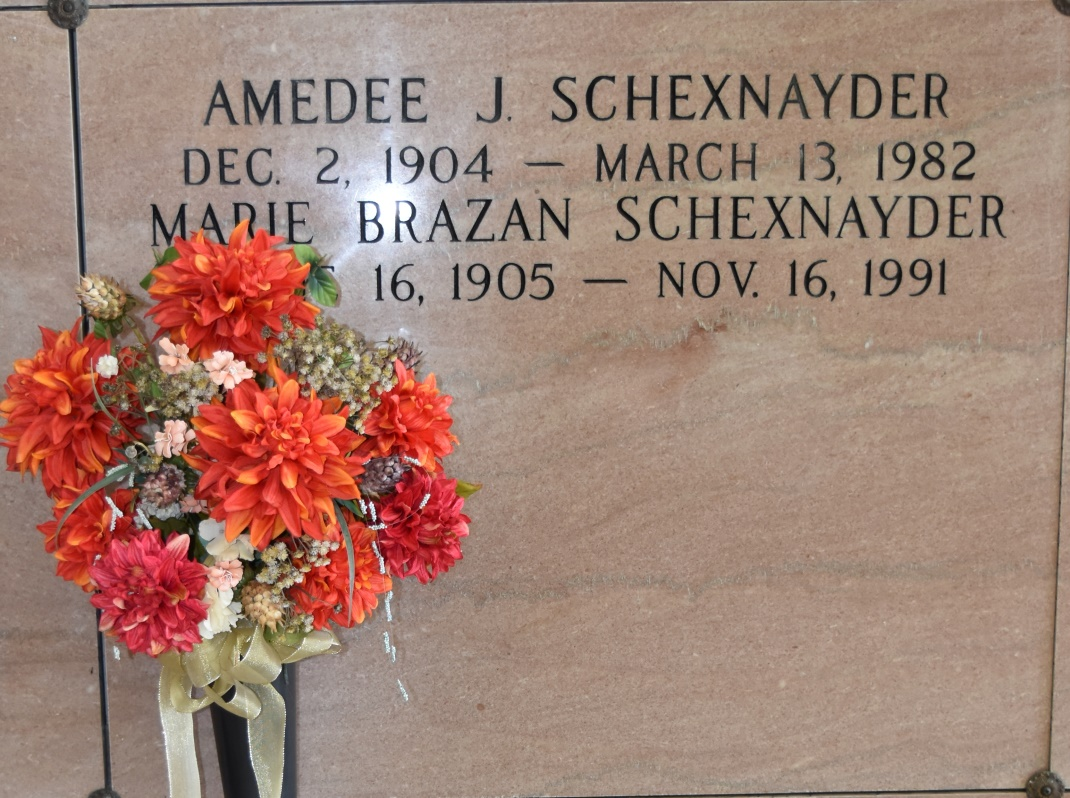 AMEDEE J. SCHEXNAYDER
DEC. 2, 1904 — MARCH 13, 1982
MARIE BRAZAN SCHEXNAYDER
16, 1905 — NOV. 16, 1991